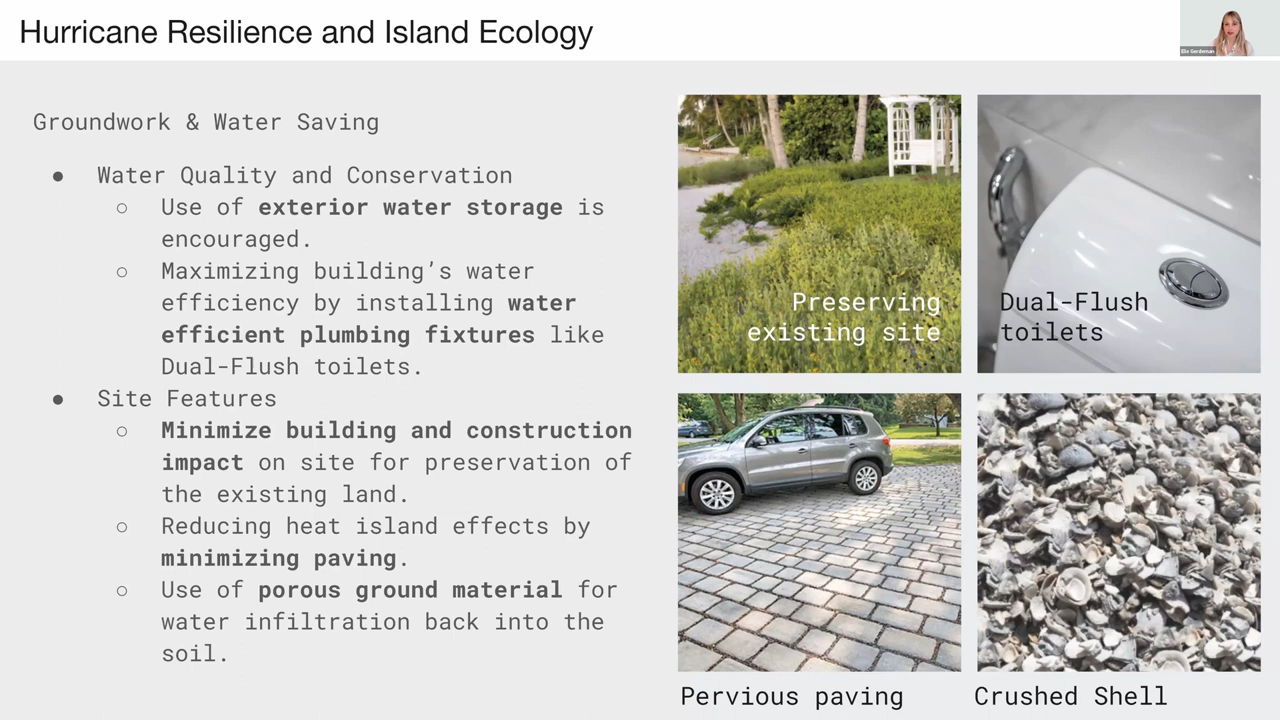 Hurricane Resilience and Island Ecology
Elle Gerdeman
Groundwork & Water Saving
● Water Quality and Conservation
○ Use of exterior water storage is
encouraged.
○ Maximizing building’s water
efficiency by installing water
efficient plumbing fixtures like
Dual-Flush toilets.
● Site Features
○ Minimize building and construction
impact on site for preservation of
the existing land.
○ Reducing heat island effects by
minimizing paving.
○ Use of porous ground material for
water infiltration back into the
soil.
Preserving
existing site
Dual-Flush
toilets
Pervious paving
Crushed Shell